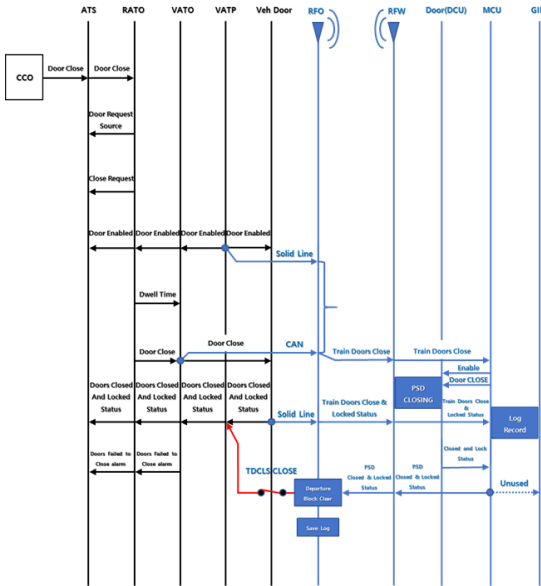 ATS RATO VATO VATP Veh Door RFO RFW Door(DCU) MCU GII
CCO
Door Close Door Close
Door Request
Source
Close Request
Door Enabled Door Enabled Door Enabled Door Enabled
Solid Line
Dwell Time
Door Close
Door Close
CAN
Train Doors Close Train Doors Close
Enable
Door CLOSE
PSD
CLOSING
Doors Closed
And Locked
Status
Doors Closed
And Locked
Status
Doors Closed
And Locked
Status
Doors Closed
And Locked
Status
Solid Line
Train Doors Close &
Locked Status
Train Doors Close
&
Locked Status
Log
Record
Doors Failed to
Close alarm
Doors Failed to
Close alarm
Closed and Lock
Status
TDCLS CLOSE
Departure
Block Clear
PSD
Closed & Locked
Status
PSD
Closed & Locked
Status
Unused
Save Log